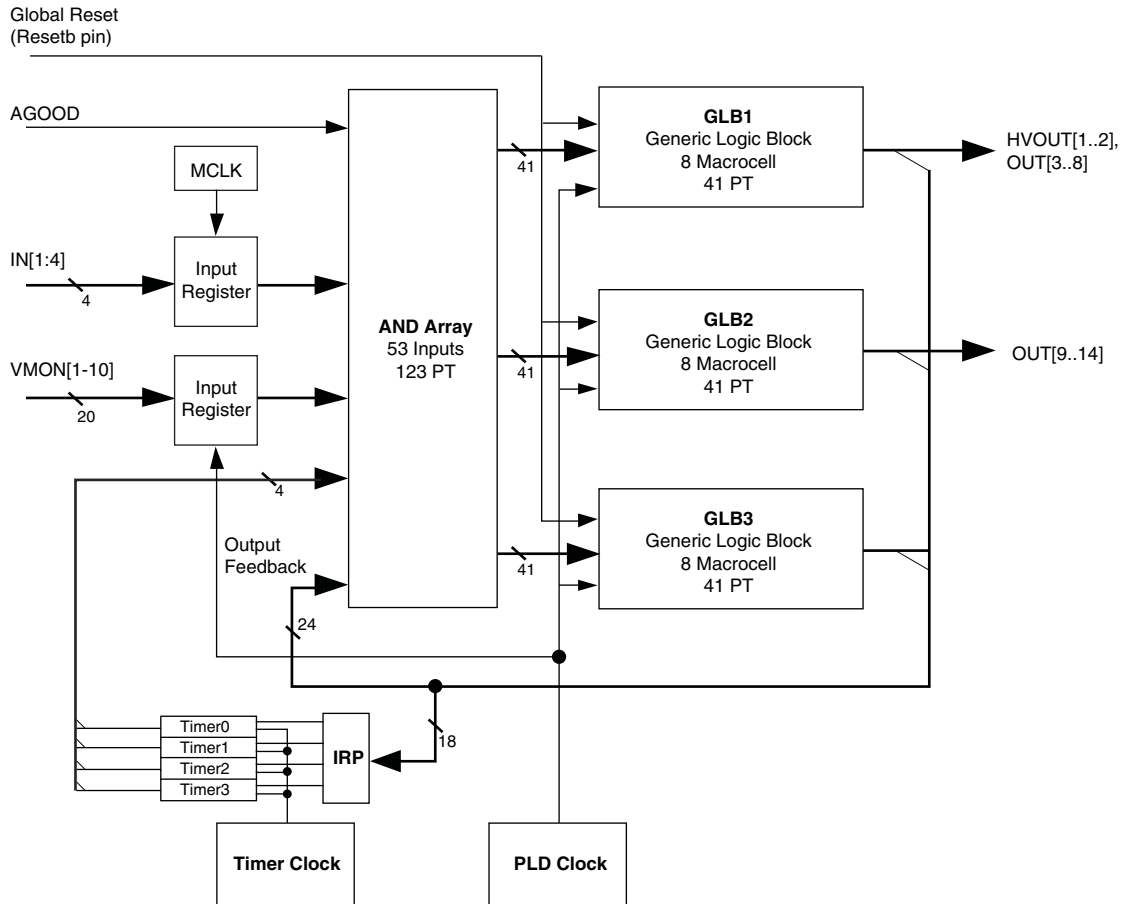 Global Reset
(Resetb pin)
AGOOD
MCLK
IN[1:4]
4
Input
Register
VMON[1-10]
20
Input
Register
AND Array
53 Inputs
123 PT
4
Output
Feedback
24
41
41
41
GLB1
Generic Logic Block
8 Macrocell
41 PT
GLB2
Generic Logic Block
8 Macrocell
41 PT
GLB3
Generic Logic Block
8 Macrocell
41 PT
HVOUT[1..2],
OUT[3..8]
OUT[9..14]
Timer0
Timer1
Timer2
Timer3
IRP
18
Timer Clock
PLD Clock